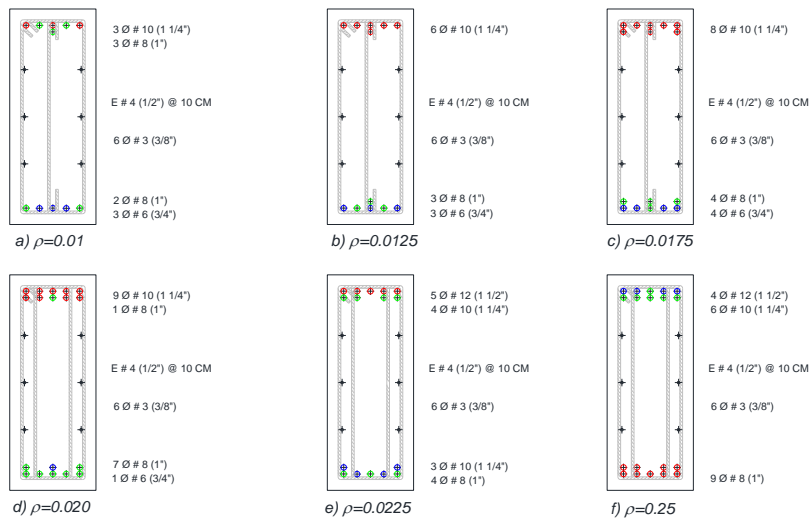 3 Ø # 10 (1 1/4")
3 Ø # 8 (1")
E # 4 (1/2") @ 10 CM
6 Ø # 3 (3/8")
2 Ø # 8 (1")
3 Ø # 6 (3/4")
a) ρ=0.01
6 Ø # 10 (1 1/4")
E # 4 (1/2") @ 10 CM
6 Ø # 3 (3/8")
3 Ø # 8 (1")
3 Ø # 6 (3/4")
b) ρ=0.0125
8 Ø # 10 (1 1/4")
E # 4 (1/2") @ 10 CM
6 Ø # 3 (3/8")
4 Ø # 8 (1")
4 Ø # 6 (3/4")
c) ρ=0.0175
9 Ø # 10 (1 1/4")
1 Ø # 8 (1")
E # 4 (1/2") @ 10 CM
6 Ø # 3 (3/8")
7 Ø # 8 (1")
1 Ø # 6 (3/4")
d) ρ=0.020
5 Ø # 12 (1 1/2")
4 Ø # 10 (1 1/4")
E # 4 (1/2") @ 10 CM
6 Ø # 3 (3/8")
3 Ø # 10 (1 1/4")
4 Ø # 8 (1")
e) ρ=0.0225
4 Ø # 12 (1 1/2")
6 Ø # 10 (1 1/4")
E # 4 (1/2") @ 10 CM
6 Ø # 3 (3/8")
9 Ø # 8 (1")
f) ρ=0.25